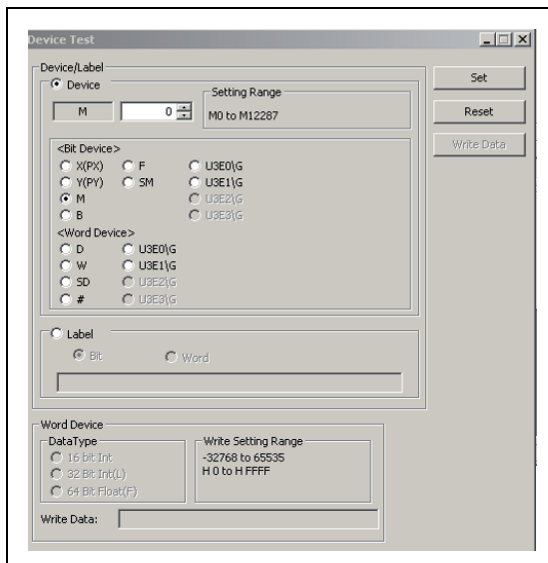 Device Test
Device/Label
Device
M
0
Setting Range
M0 to M12287
Set
Reset
Write Data
<Bit Device>
X(PX) F U3E0\G
Y(PY) SM U3E1\G
M U3E2\G
B U3E3\G
<Word Device>
D U3E0\G
W U3E1\G
SD U3E2\G
# U3E3\G
Label
Bit Word
Word Device
DataType
16 bit Int
32 Bit Int(L)
64 Bit Float(F)
Write Setting Range
-32768 to 65535
H 0 to H FFFF
Write Data: